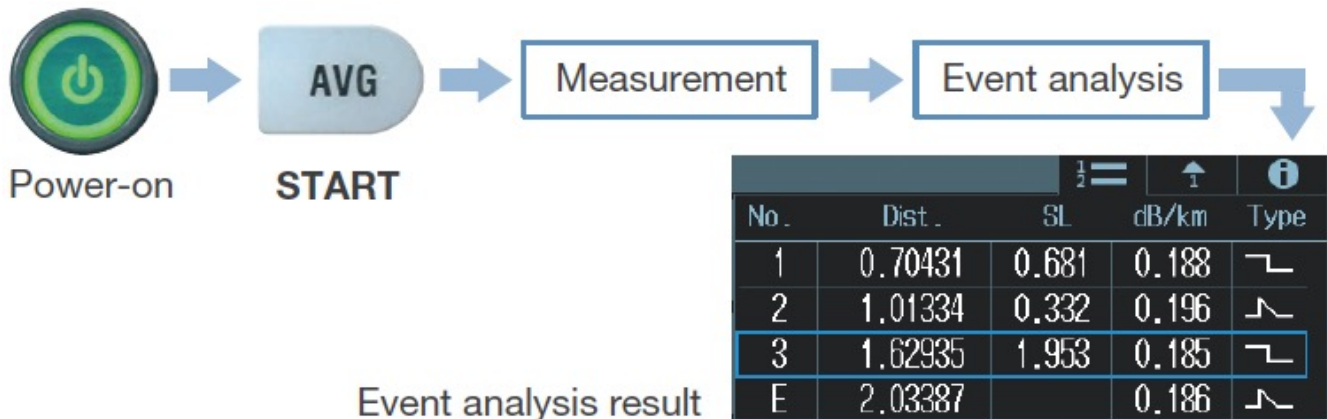 AVG
Measurement
Event analysis
Power-on
START
No. Dist. SL dB/km Type
1 0.70431 0.681 0.188
2 1.01334 0.332 0.196
3 1.62935 1.953 0.185
E 2.03387 0.186
Event analysis result